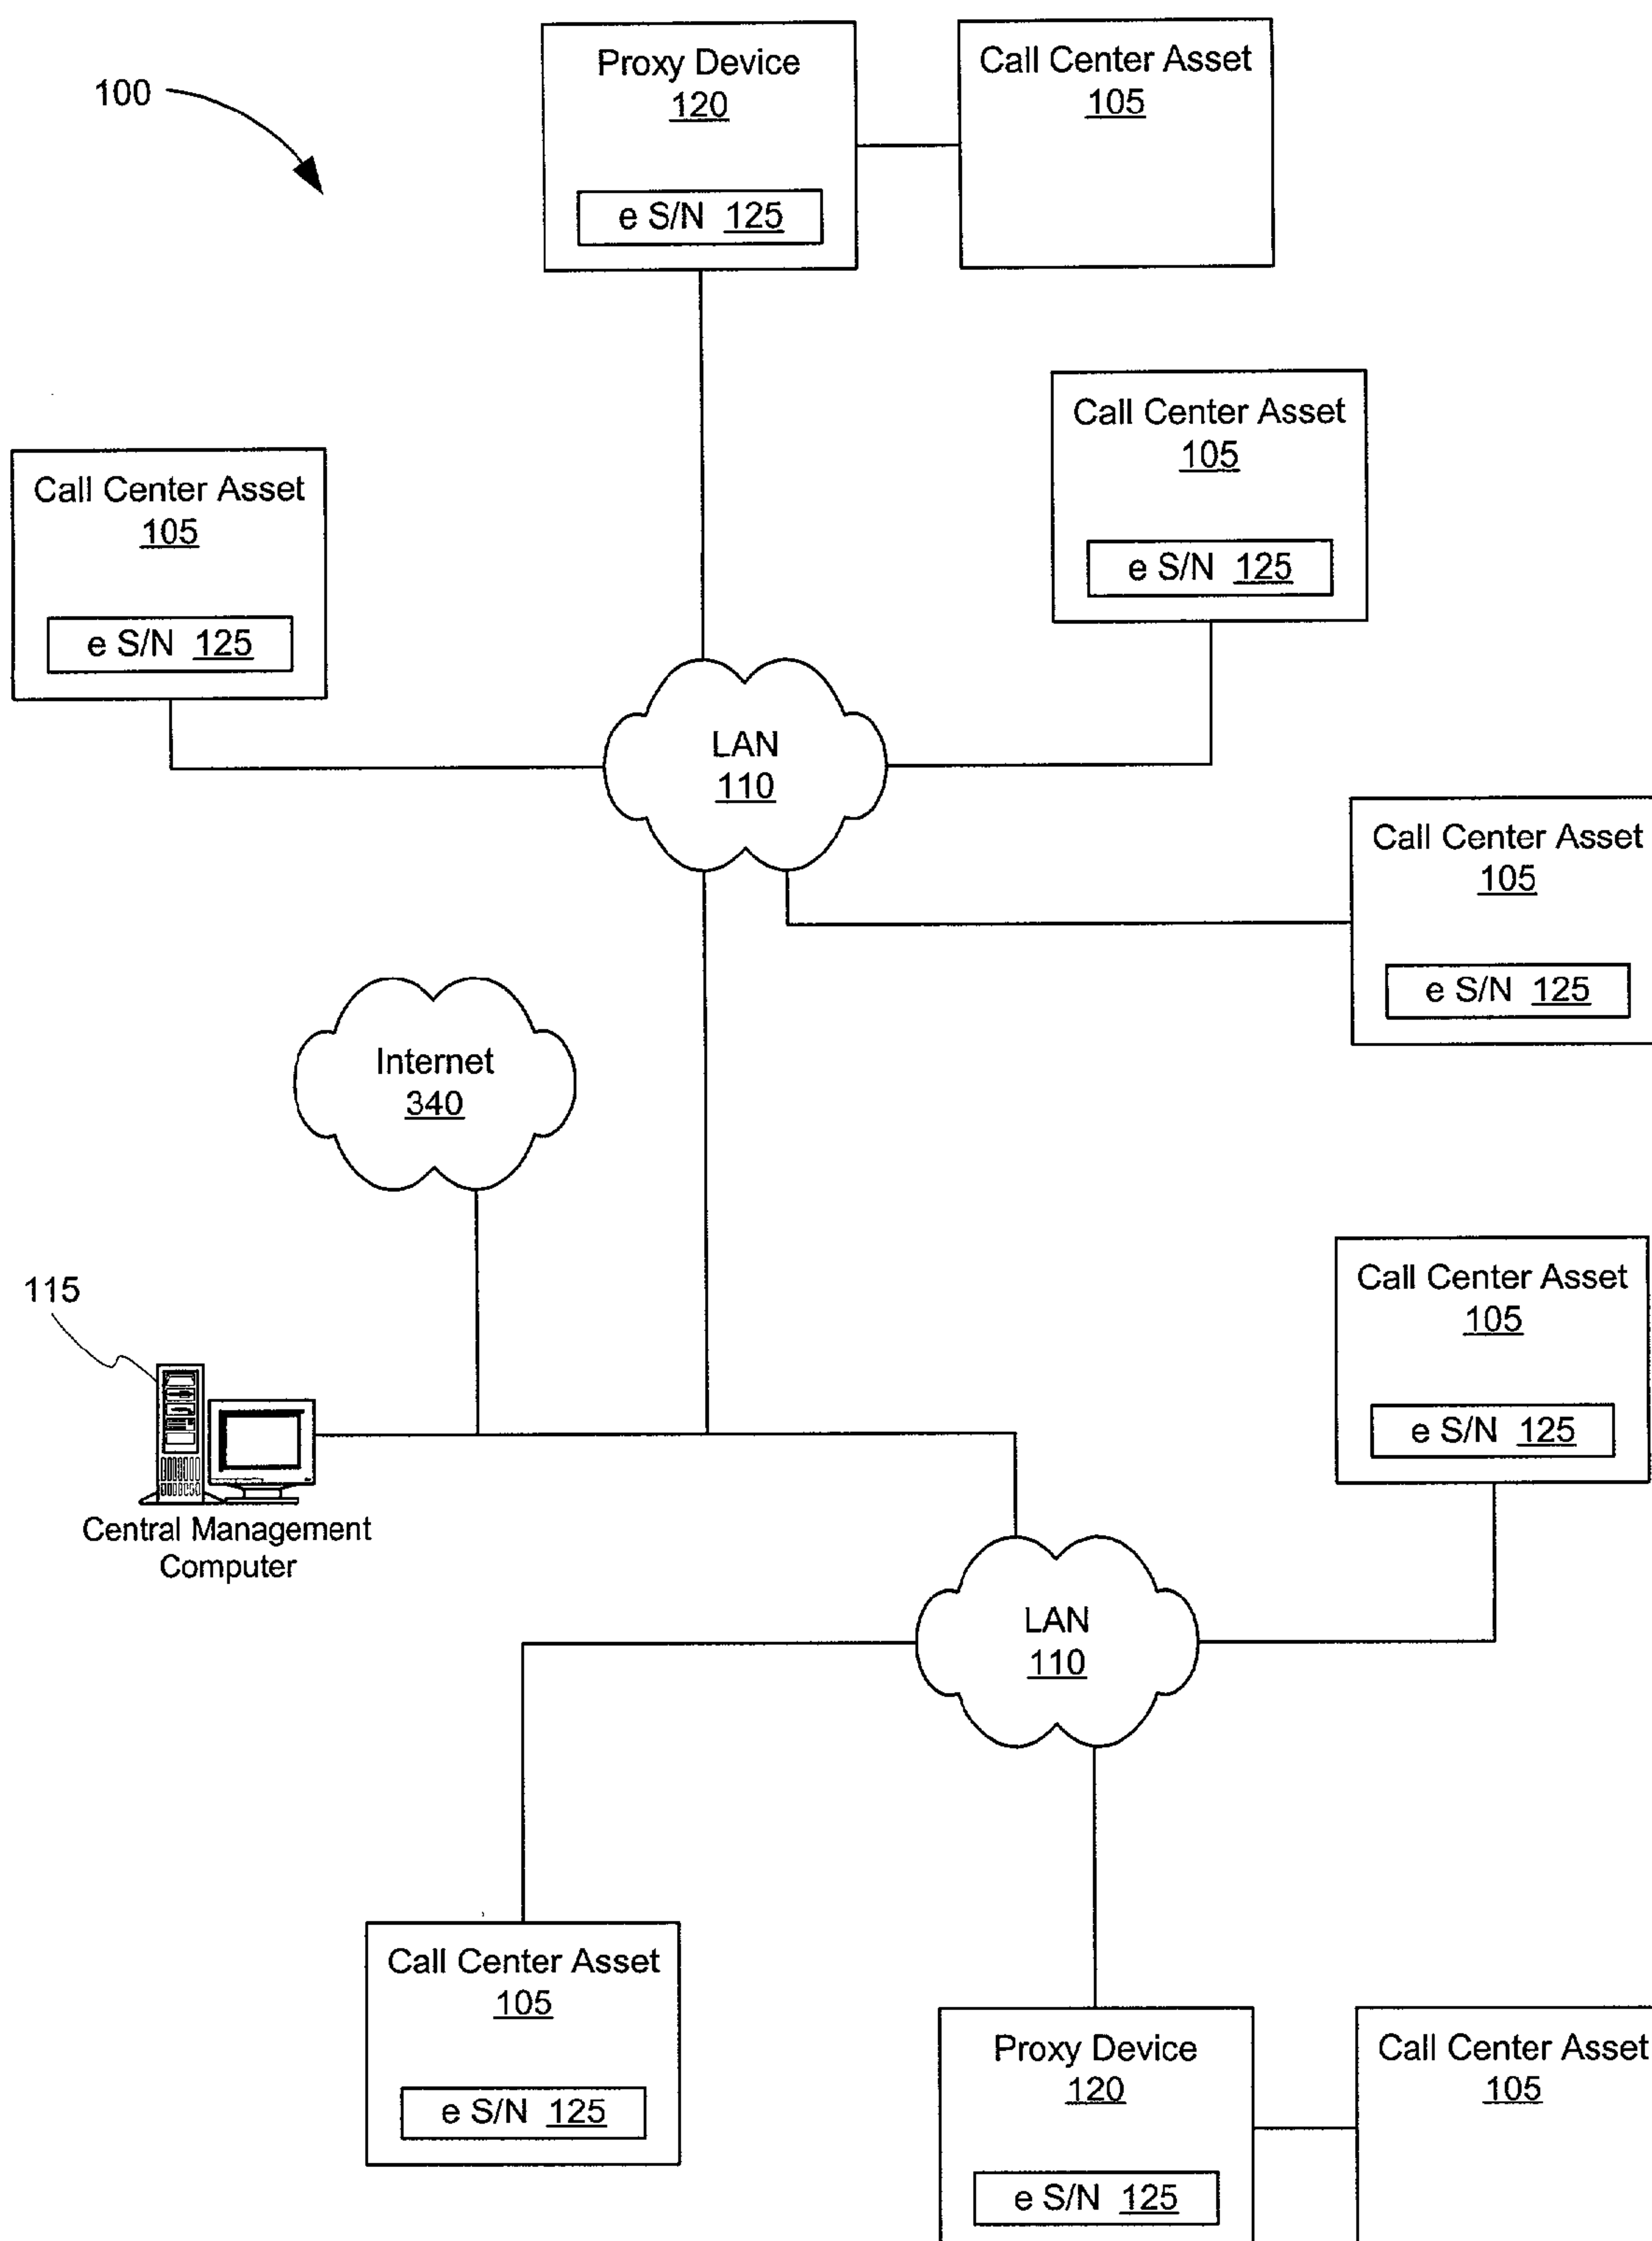 100
Proxy Device
120
e S/N 125
Call Center Asset
105
Call Center Asset
105
e S/N 125
Call Center Asset
105
e S/N 125
LAN
110
Call Center Asset
105
e S/N 125
Internet
340
115
Central Management
Computer
Call Center Asset
105
e S/N 125
LAN
110
Call Center Asset
105
e S/N 125
Proxy Device
120
e S/N 125
Call Center Asset
105